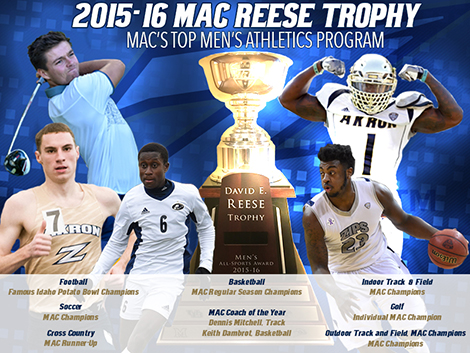 2015-16 MAC REESE TROPHY
MAC'S TOP MEN'S ATHLETICS PROGRAM
AKRON
1
7
AKRON
Z
6
DAVID E.
REESE
TROPHY
MEN'S
ALL-SPORTS AWARD
2015-16
ZIPS
Football
Famous Idaho Potato Bowl Champions
Basketball
MAC Regular Season Champions
Indoor Track & Field
MAC Champions
Soccer
MAC Champions
MAC Coach of the Year
Dennis Mitchell, Track
Keith Dambrot, Basketball
Golf
Individual MAC Champion
Cross Country
MAC Runner-Up
Outdoor Track and Field, MAC Champions
MAC Champions